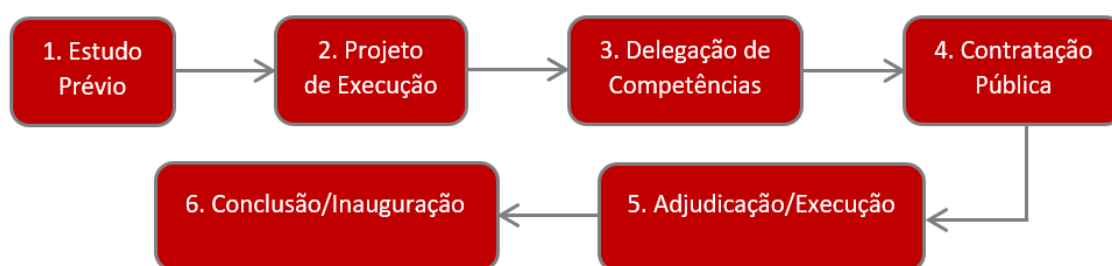 1. Estudo
Prévio
2. Projeto
de Execução
3. Delegação de
Competências
4. Contratação
Pública
5. Adjudicação/Execução
6. Conclusão/Inauguração